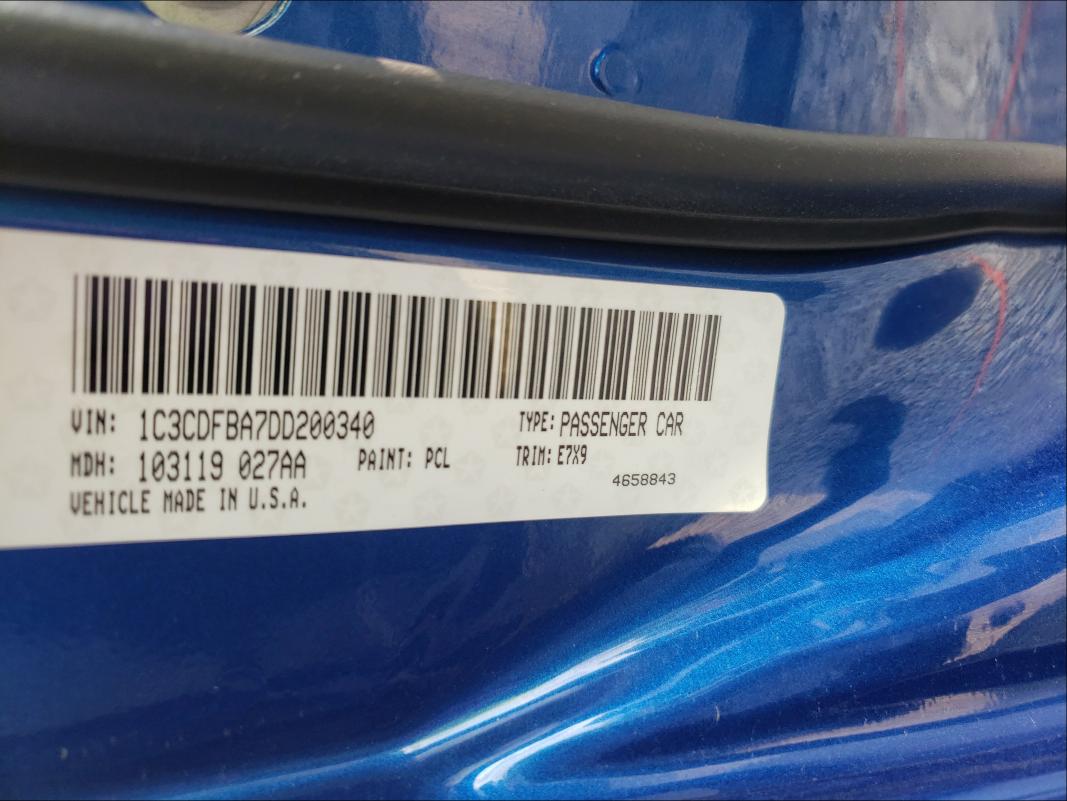 VIN: 1C3CDFBA7DD200340 TYPE: PASSENGER CAR
MDH: 103119 027AA PAINT: PCL TRIM: E7X9
VEHICLE MADE IN U.S.A. 4658843